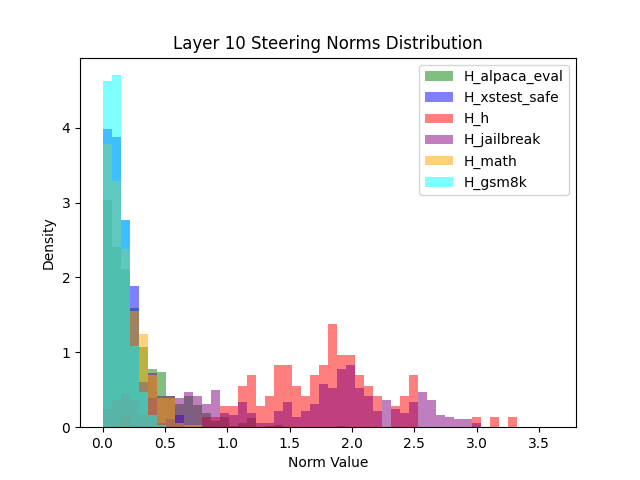 Layer 10 Steering Norms Distribution
H_alpaca_eval
H_xstest_safe
H_h
H_jailbreak
H_math
H_gsm8k
Density
4
3
2
1
0
0.0 0.5 1.0 1.5 2.0 2.5 3.0 3.5
Norm Value